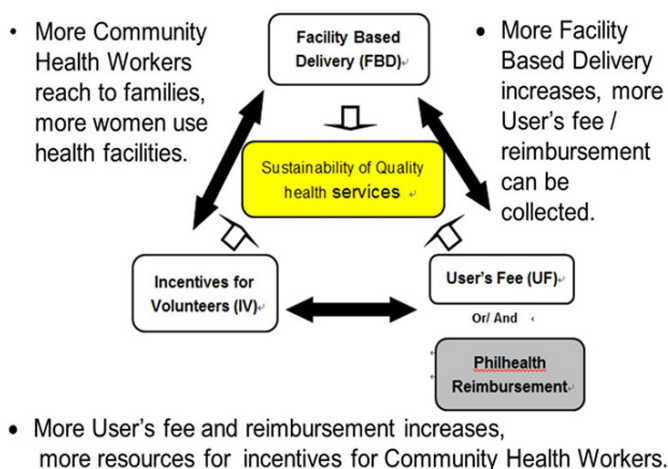 • More Community
Health Workers
reach to families,
more women use
health facilities.
Facility Based
Delivery (FBD)
• More Facility
Based Delivery
increases, more
User's fee /
reimbursement
can be
collected.
Sustainability of Quality
health services
Incentives for
Volunteers (IV)
User's Fee (UF)
Or/ And
Philhealth
Reimbursement
• More User's fee and reimbursement increases,
more resources for incentives for Community Health Workers.